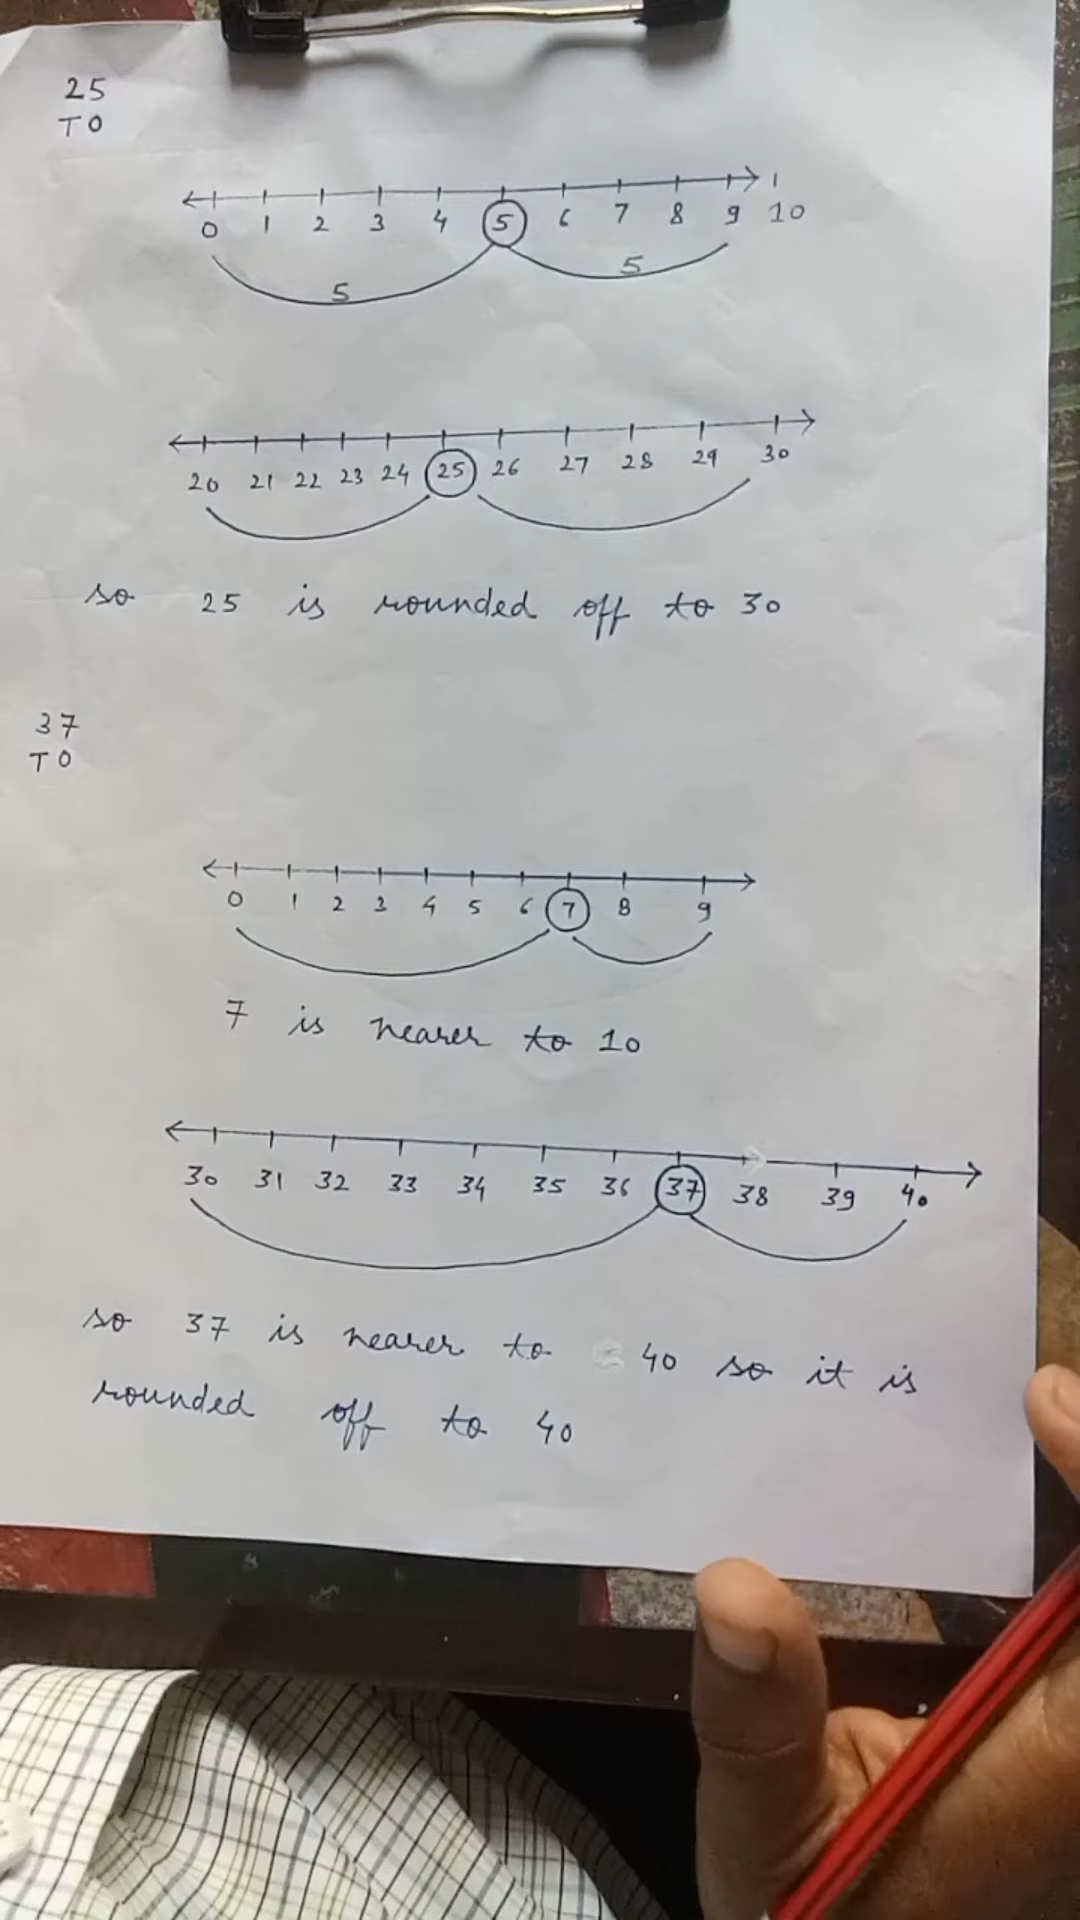 25
TO
0 1 2 3 4 5 6 7 8 9 10
5 5
20 21 22 23 24 25 26 27 28 29 30
so 25 is rounded off to 30
37
TO
0 1 2 3 4 5 6 7 8 9
7 is nearer to 10
30 31 32 33 34 35 36 37 38 39 40
so 37 is nearer to 40 so it is
rounded off to 40